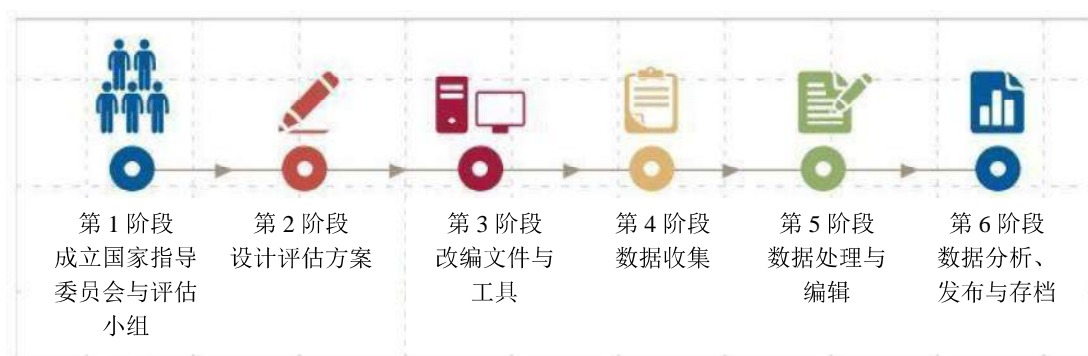 第 1 阶段
成立国家指导
委员会与评估
小组
第 2 阶段
设计评估方案
第 3 阶段
改编文件与
工具
第 4 阶段
数据收集
第 5 阶段
数据处理与
编辑
第 6 阶段
数据分析、
发布与存档